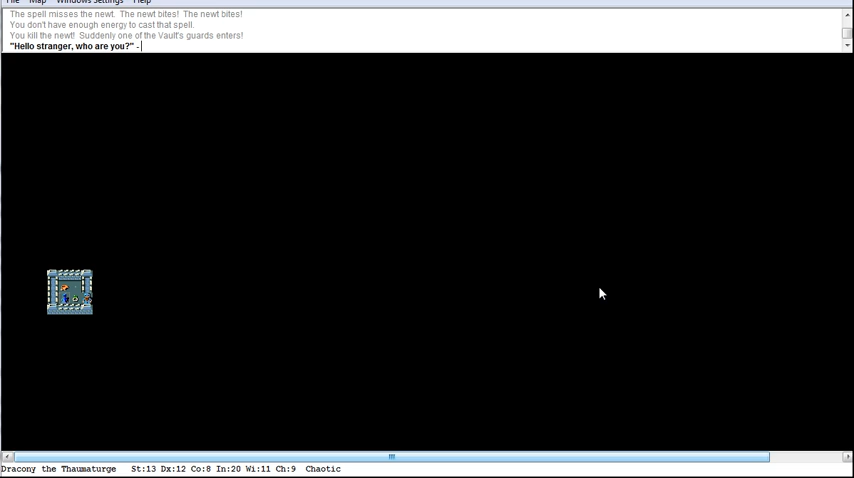 File Map Windows Settings Help
The spell misses the newt. The newt bites! The newt bites!
You don't have enough energy to cast that spell.
You kill the newt! Suddenly one of the Vault's guards enters!
"Hello stranger, who are you?" -
Dracony the Thaumaturge St:13 Dx:12 Co:8 In:20 Wi:11 Ch:9 Chaotic